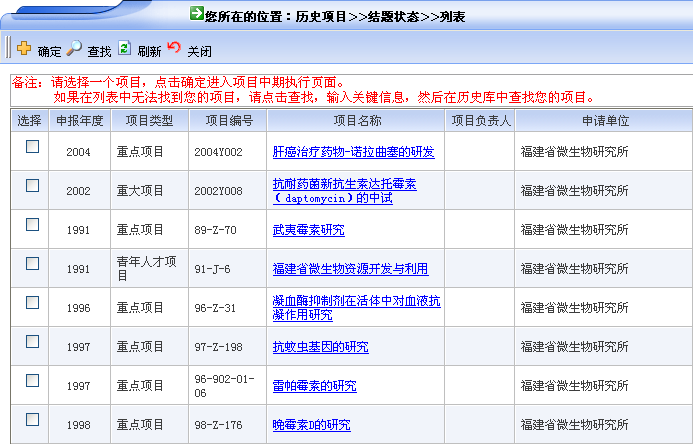 您所在的位置：历史项目>>结题状态>>列表
确定 查找 刷新 关闭
备注：请选择一个项目，点击确定进入项目中期执行页面。
如果在列表中无法找到您的项目，请点击查找，输入关键信息，然后在历史库中查找您的项目。
选择 申报年度 项目类型 项目编号 项目名称 项目负责人 申请单位
2004 重点项目 2004Y002 肝癌治疗药物-诺拉曲塞的研发 福建省微生物研究所
2002 重大项目 2002Y008 抗耐药菌新抗生素达托霉素
（daptomycin）的中试 福建省微生物研究所
1991 重点项目 89-Z-70 武夷霉素研究 福建省微生物研究所
1991 青年人才项
目 91-J-6 福建省微生物资源开发与利用 福建省微生物研究所
1996 重点项目 96-Z-31 凝血酶抑制剂在活体中对血液抗
凝作用研究 福建省微生物研究所
1997 重点项目 97-Z-198 抗蚊虫基因的研究 福建省微生物研究所
1997 重点项目 96-902-01-
06 雷帕霉素的研究 福建省微生物研究所
1998 重点项目 98-Z-176 晚霉素D的研究 福建省微生物研究所